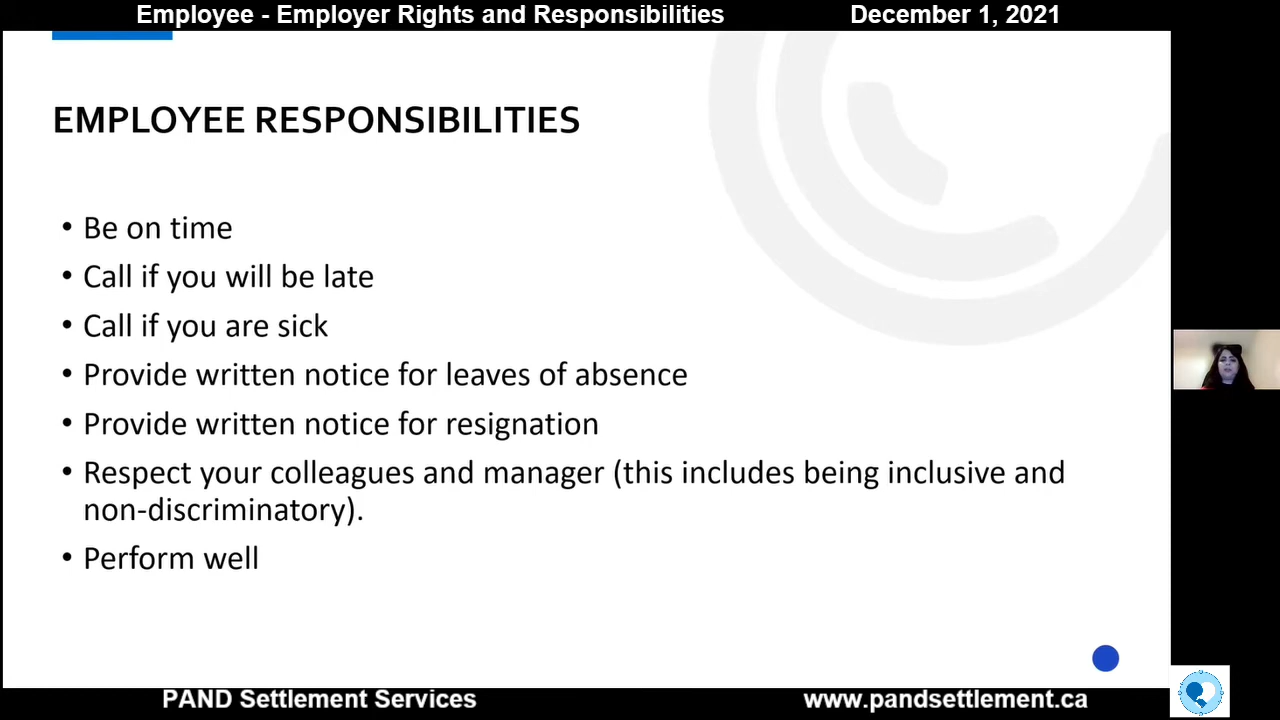 Employee - Employer Rights and Responsibilities December 1, 2021
EMPLOYEE RESPONSIBILITIES
• Be on time
• Call if you will be late
• Call if you are sick
• Provide written notice for leaves of absence
• Provide written notice for resignation
• Respect your colleagues and manager (this includes being inclusive and
non-discriminatory).
• Perform well
PAND Settlement Services www.pandsettlement.ca